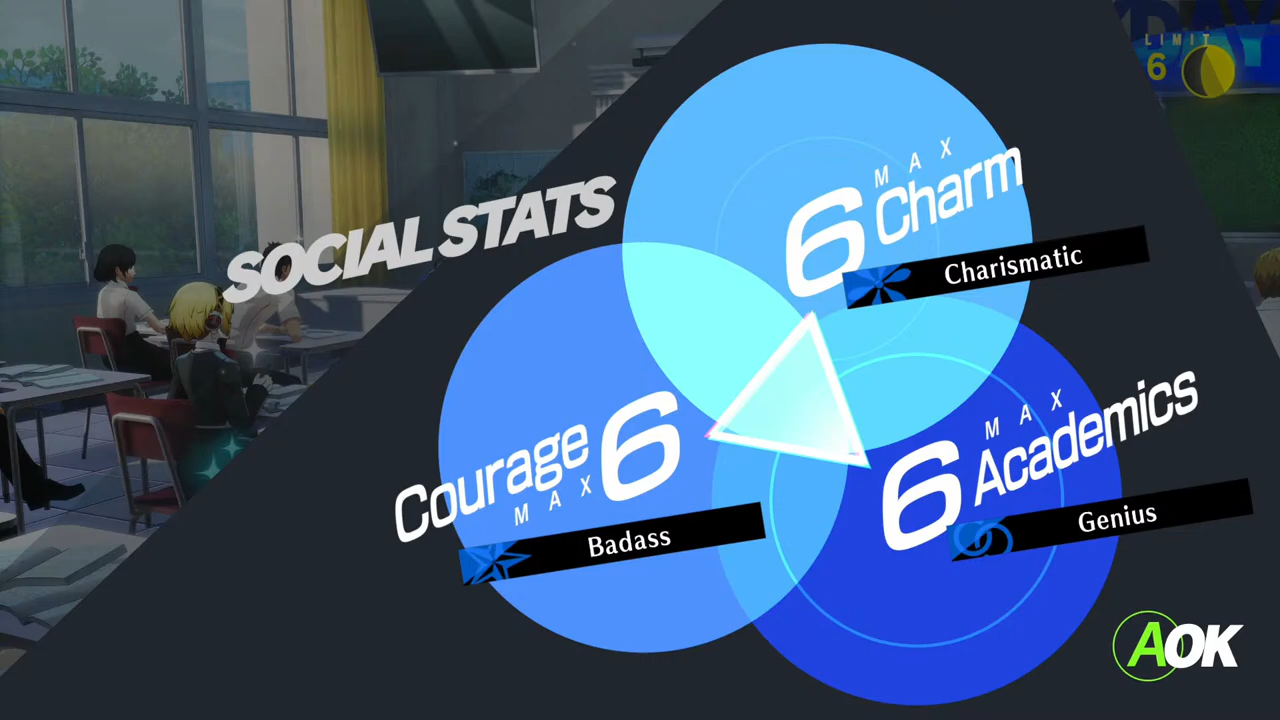 LIMIT
6
SOCIAL STATS
MAX
6 Charm
Charismatic
Courage 6
MAX
Badass
MAX
6 Academics
Genius
AOK